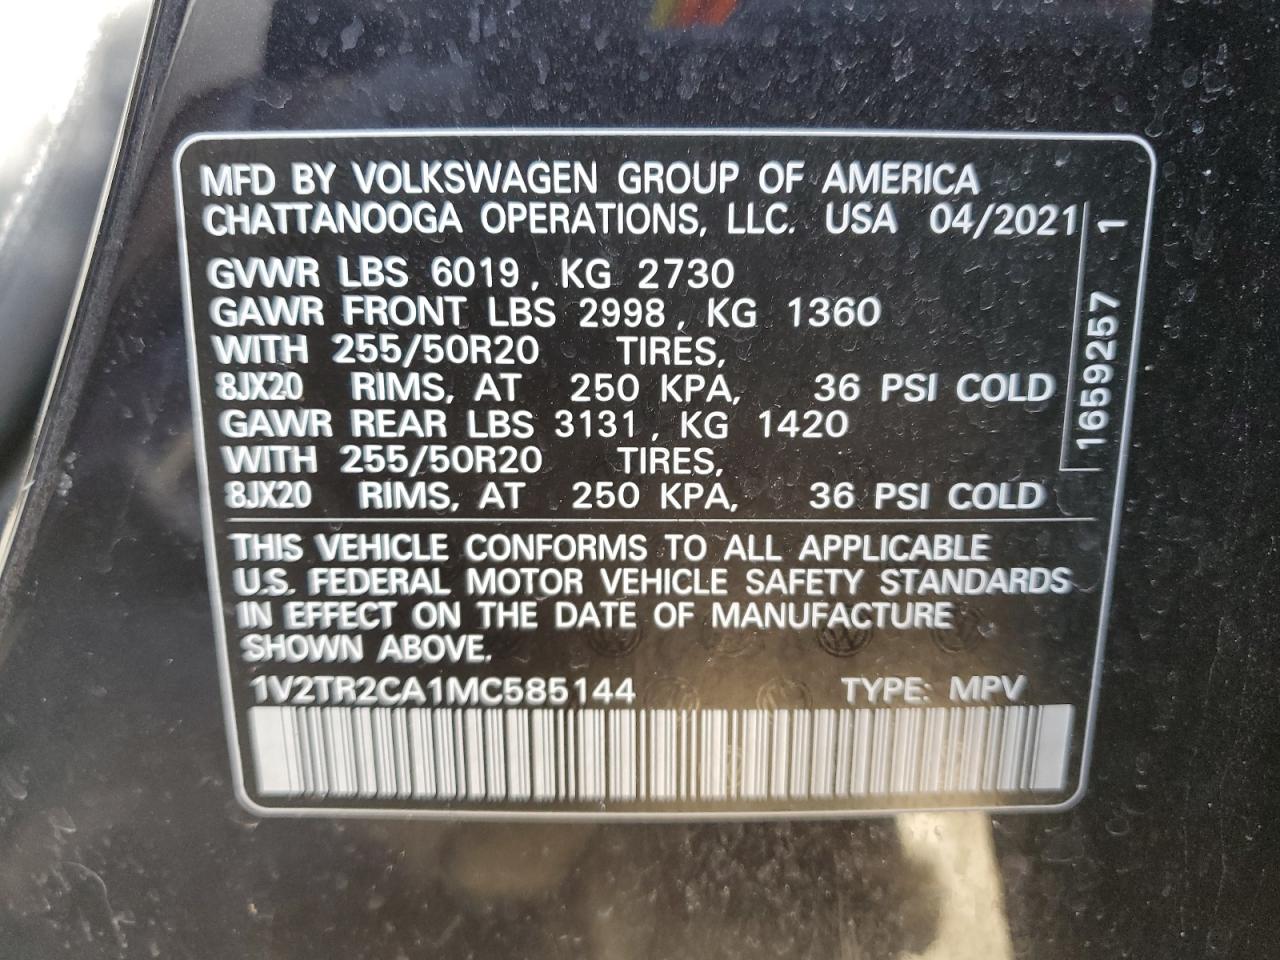 MFD BY VOLKSWAGEN GROUP OF AMERICA
CHATTANOOGA OPERATIONS, LLC. USA 04/2021
GVWR LBS 6019, KG 2730
GAWR FRONT LBS 2998, KG 1360
WITH 255/50R20 TIRES,
8JX20 RIMS, AT 250 KPA, 36 PSI COLD
GAWR REAR LBS 3131, KG 1420
WITH 255/50R20 TIRES,
8JX20 RIMS, AT 250 KPA, 36 PSI COLD
1659257 1
THIS VEHICLE CONFORMS TO ALL APPLICABLE
U.S. FEDERAL MOTOR VEHICLE SAFETY STANDARDS
IN EFFECT ON THE DATE OF MANUFACTURE
SHOWN ABOVE.
1V2TR2CA1MC585144 TYPE: MPV